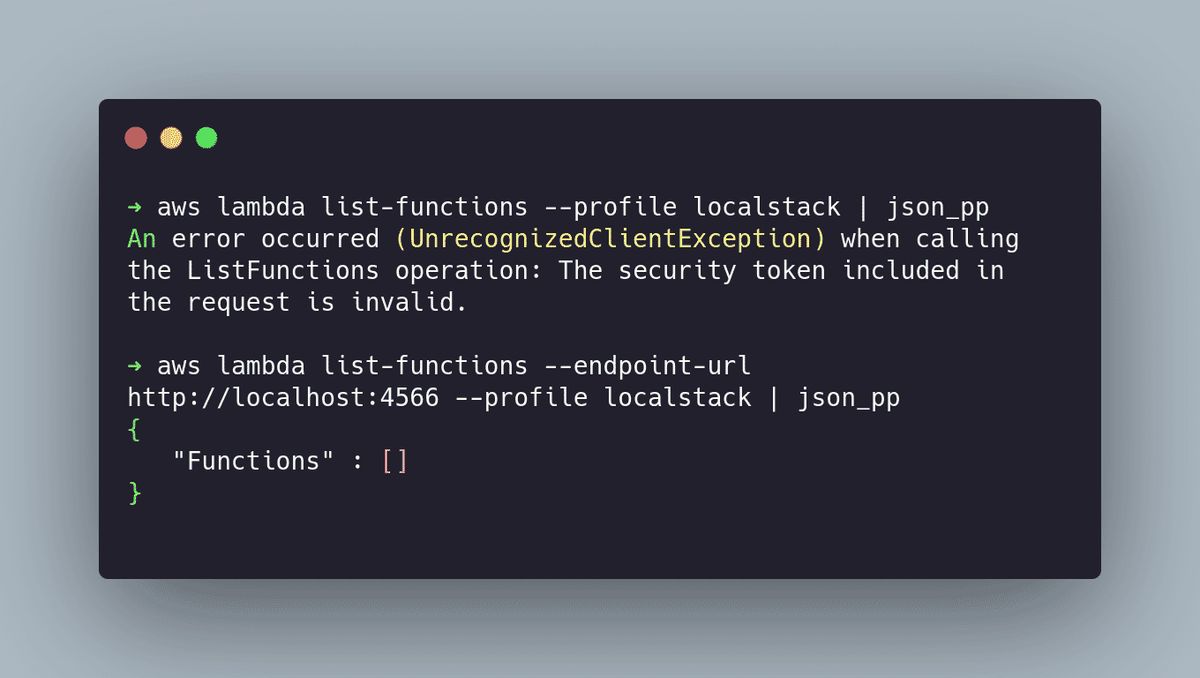 ➜ aws lambda list-functions --profile localstack | json_pp
An error occurred (UnrecognizedClientException) when calling
the ListFunctions operation: The security token included in
the request is invalid.
➜ aws lambda list-functions --endpoint-url
http://localhost:4566 --profile localstack | json_pp
{
   "Functions" : []
}